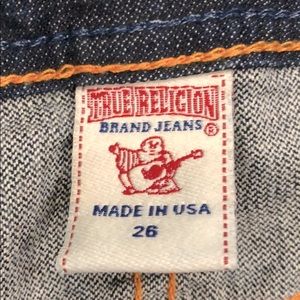 TRUE RELIGION
BRAND JEANS ®
MADE IN USA
26